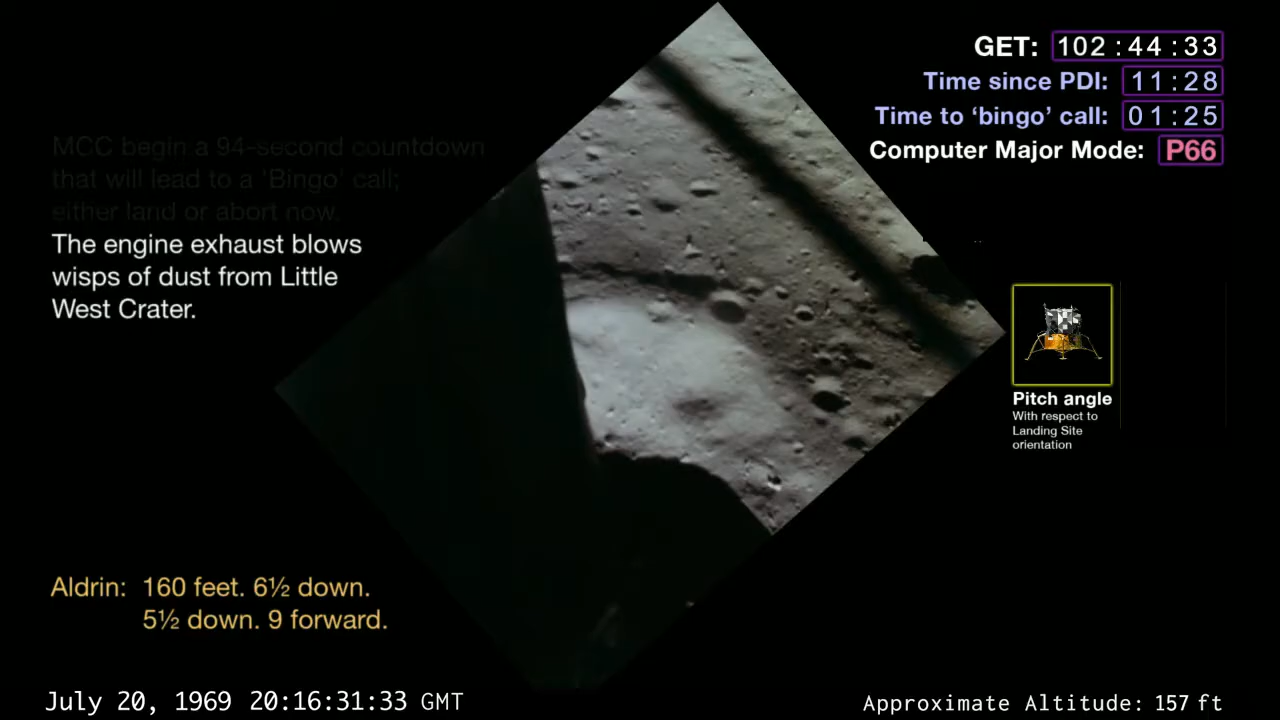 GET: 102:44:33
Time since PDI: 11:28
Time to ‘bingo’ call: 01:25
Computer Major Mode: P66
MCC begin a 94-second countdown
that will lead to a 'Bingo' call;
either land or abort now.
The engine exhaust blows
wisps of dust from Little
West Crater.
Pitch angle
With respect to
Landing Site
orientation
Aldrin: 160 feet. 6½ down.
5½ down. 9 forward.
July 20, 1969 20:16:31:33 GMT
Approximate Altitude: 157 ft